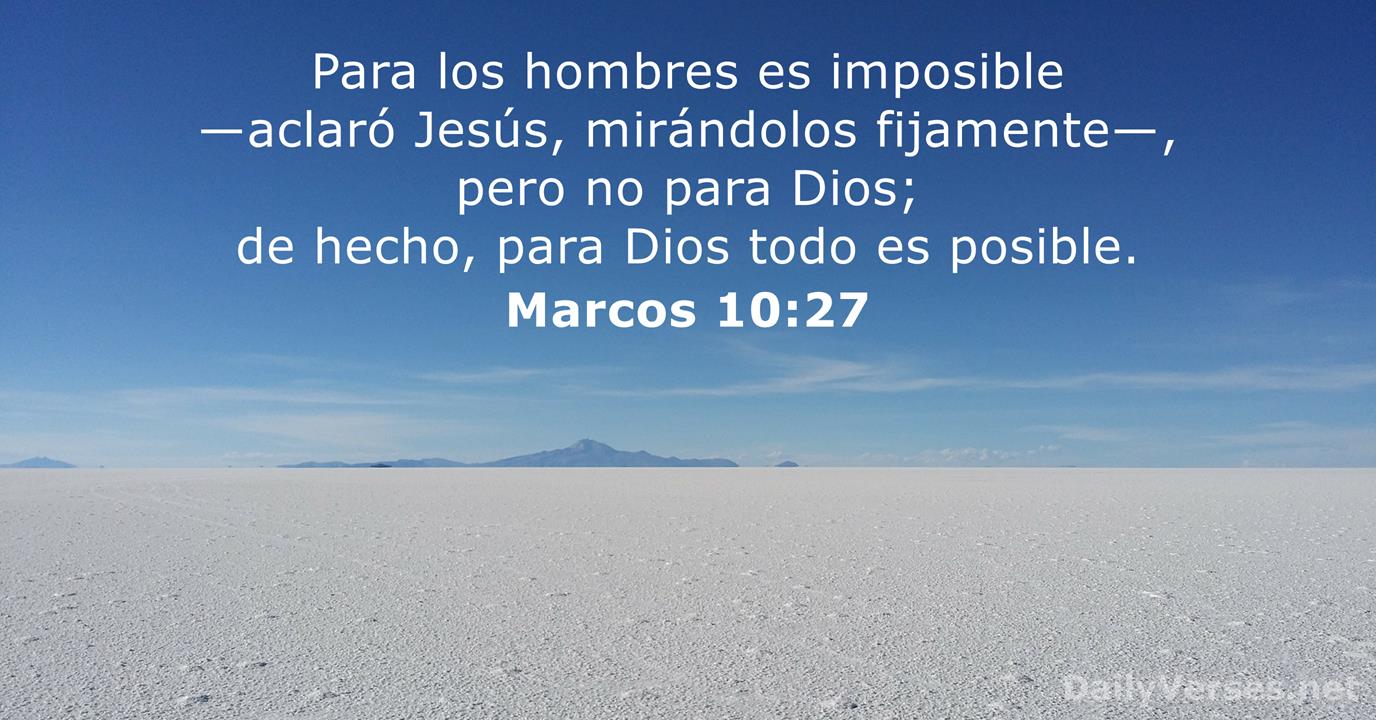 Para los hombres es imposible
—aclaró Jesús, mirándolos fijamente—,
pero no para Dios;
de hecho, para Dios todo es posible.
Marcos 10:27
DailyVerses.net